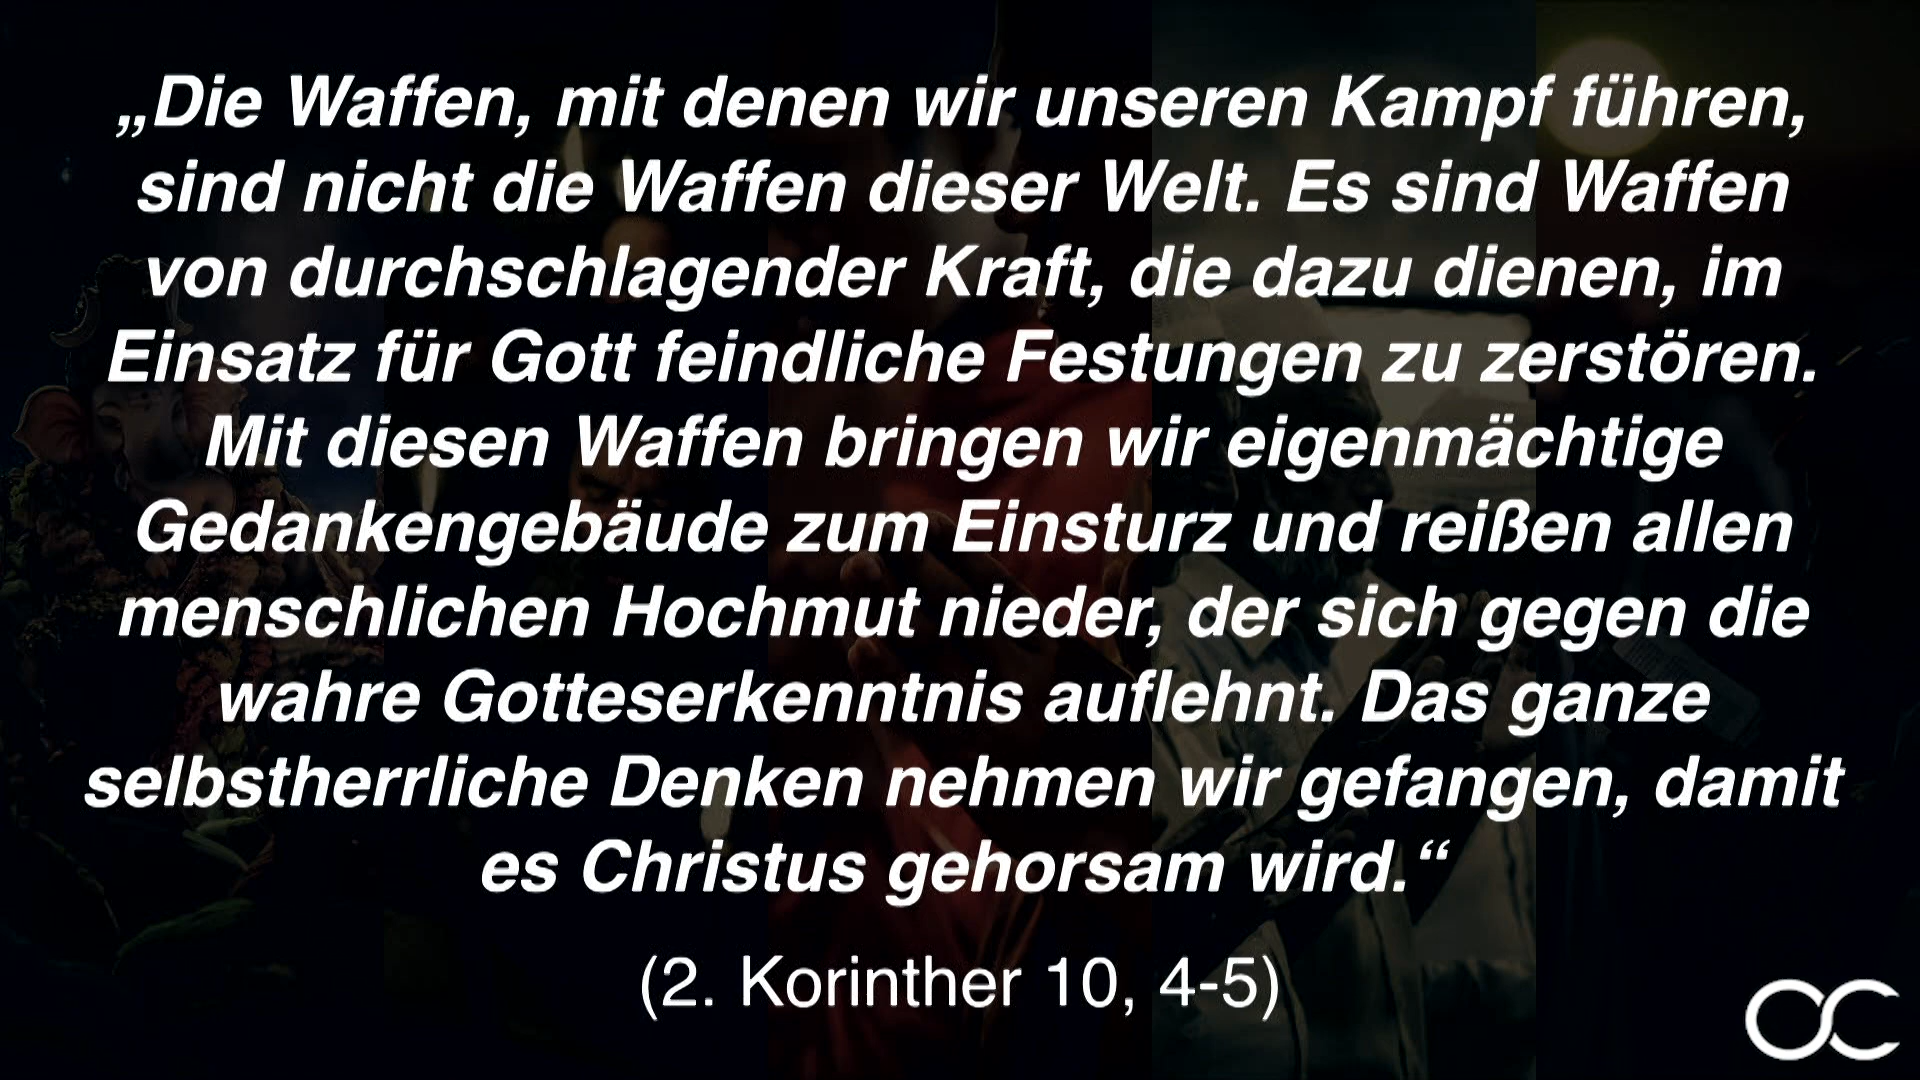 „Die Waffen, mit denen wir unseren Kampf führen,
sind nicht die Waffen dieser Welt. Es sind Waffen
von durchschlagender Kraft, die dazu dienen, im
Einsatz für Gott feindliche Festungen zu zerstören.
Mit diesen Waffen bringen wir eigenmächtige
Gedankengebäude zum Einsturz und reißen allen
menschlichen Hochmut nieder, der sich gegen die
wahre Gotteserkenntnis auflehnt. Das ganze
selbstherrliche Denken nehmen wir gefangen, damit
es Christus gehorsam wird.“
(2. Korinther 10, 4-5)
OC